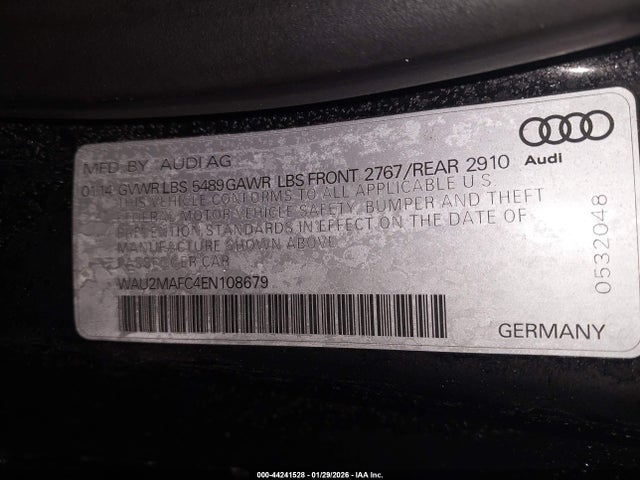 MFD. BY AUDI AG
01.14 GVWR LBS 5489 GAWR LBS FRONT 2767/REAR 2910
THIS VEHICLE CONFORMS TO ALL APPLICABLE U.S.
FEDERAL MOTOR VEHICLE SAFETY, BUMPER AND THEFT
PREVENTION STANDARDS IN EFFECT ON THE DATE OF
MANUFACTURE SHOWN ABOVE
PASSENGER CAR
WAU2MAFC4EN108679
Audi
0532048
GERMANY
000-44241528 - 01/29/2026 - IAA Inc.